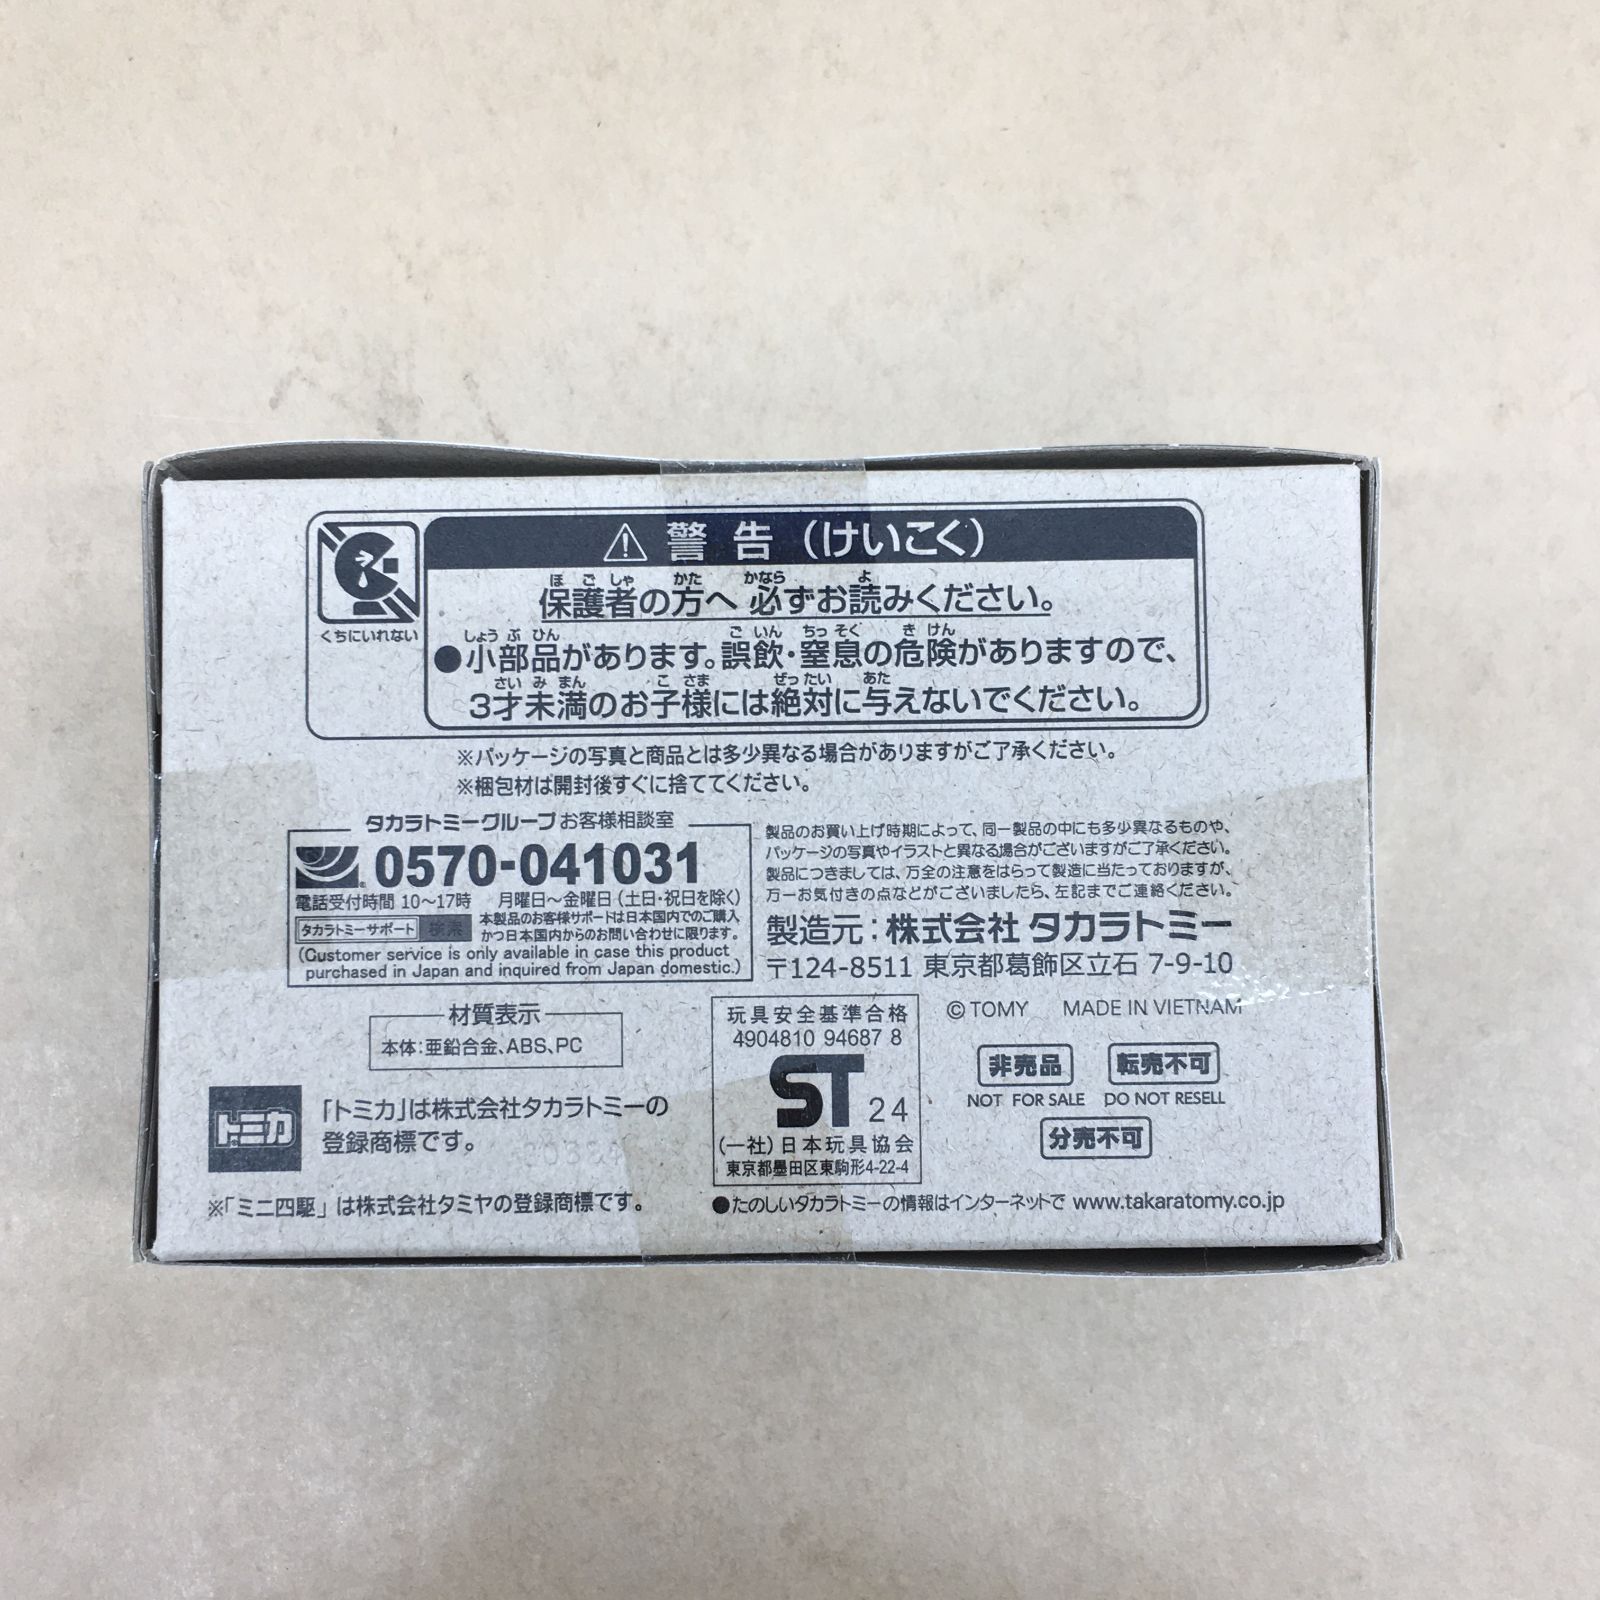 ⚠ 警告（けいこく）
くちにいれない
ほごしゃ かた かなら よ
保護者の方へ 必ずお読みください。
しょうぶひん ごいん ちっそく きけん
●小部品があります。誤飲・窒息の危険がありますので、
さいみまん こさま ぜったい あた
3才未満のお子様には絶対に与えないでください。
※パッケージの写真と商品とは多少異なる場合がありますがご了承ください。
※梱包材は開封後すぐに捨ててください。
タカラトミーグループ お客様相談室
0570-041031
電話受付時間 10～17時 月曜日～金曜日（土日・祝日を除く）
タカラトミーサポート 検索
本製品のお客様サポートは日本国内でのご購入
かつ日本国内からのお問い合わせに限ります。
(Customer service is only available in case this product
purchased in Japan and inquired from Japan domestic.)
製品のお買い上げ時期によって、同一製品の中にも多少異なるものや、
パッケージの写真やイラストと異なる場合がございますがご了承ください。
製品につきましては、万全の注意をはらって製造に当たっておりますが、
万一お気付きの点などがございましたら、左記までご連絡ください。
製造元：株式会社 タカラトミー
〒124-8511 東京都葛飾区立石 7-9-10
材質表示
本体：亜鉛合金、ABS、PC
トミカ
「トミカ」は株式会社タカラトミーの
登録商標です。
※「ミニ四駆」は株式会社タミヤの登録商標です。
玩具安全基準合格
4904810 94687 8
ST 24
(一社) 日本玩具協会
東京都墨田区東駒形4-22-4
© TOMY MADE IN VIETNAM
非売品 転売不可
NOT FOR SALE DO NOT RESELL
分売不可
●たのしいタカラトミーの情報はインターネットで www.takaratomy.co.jp